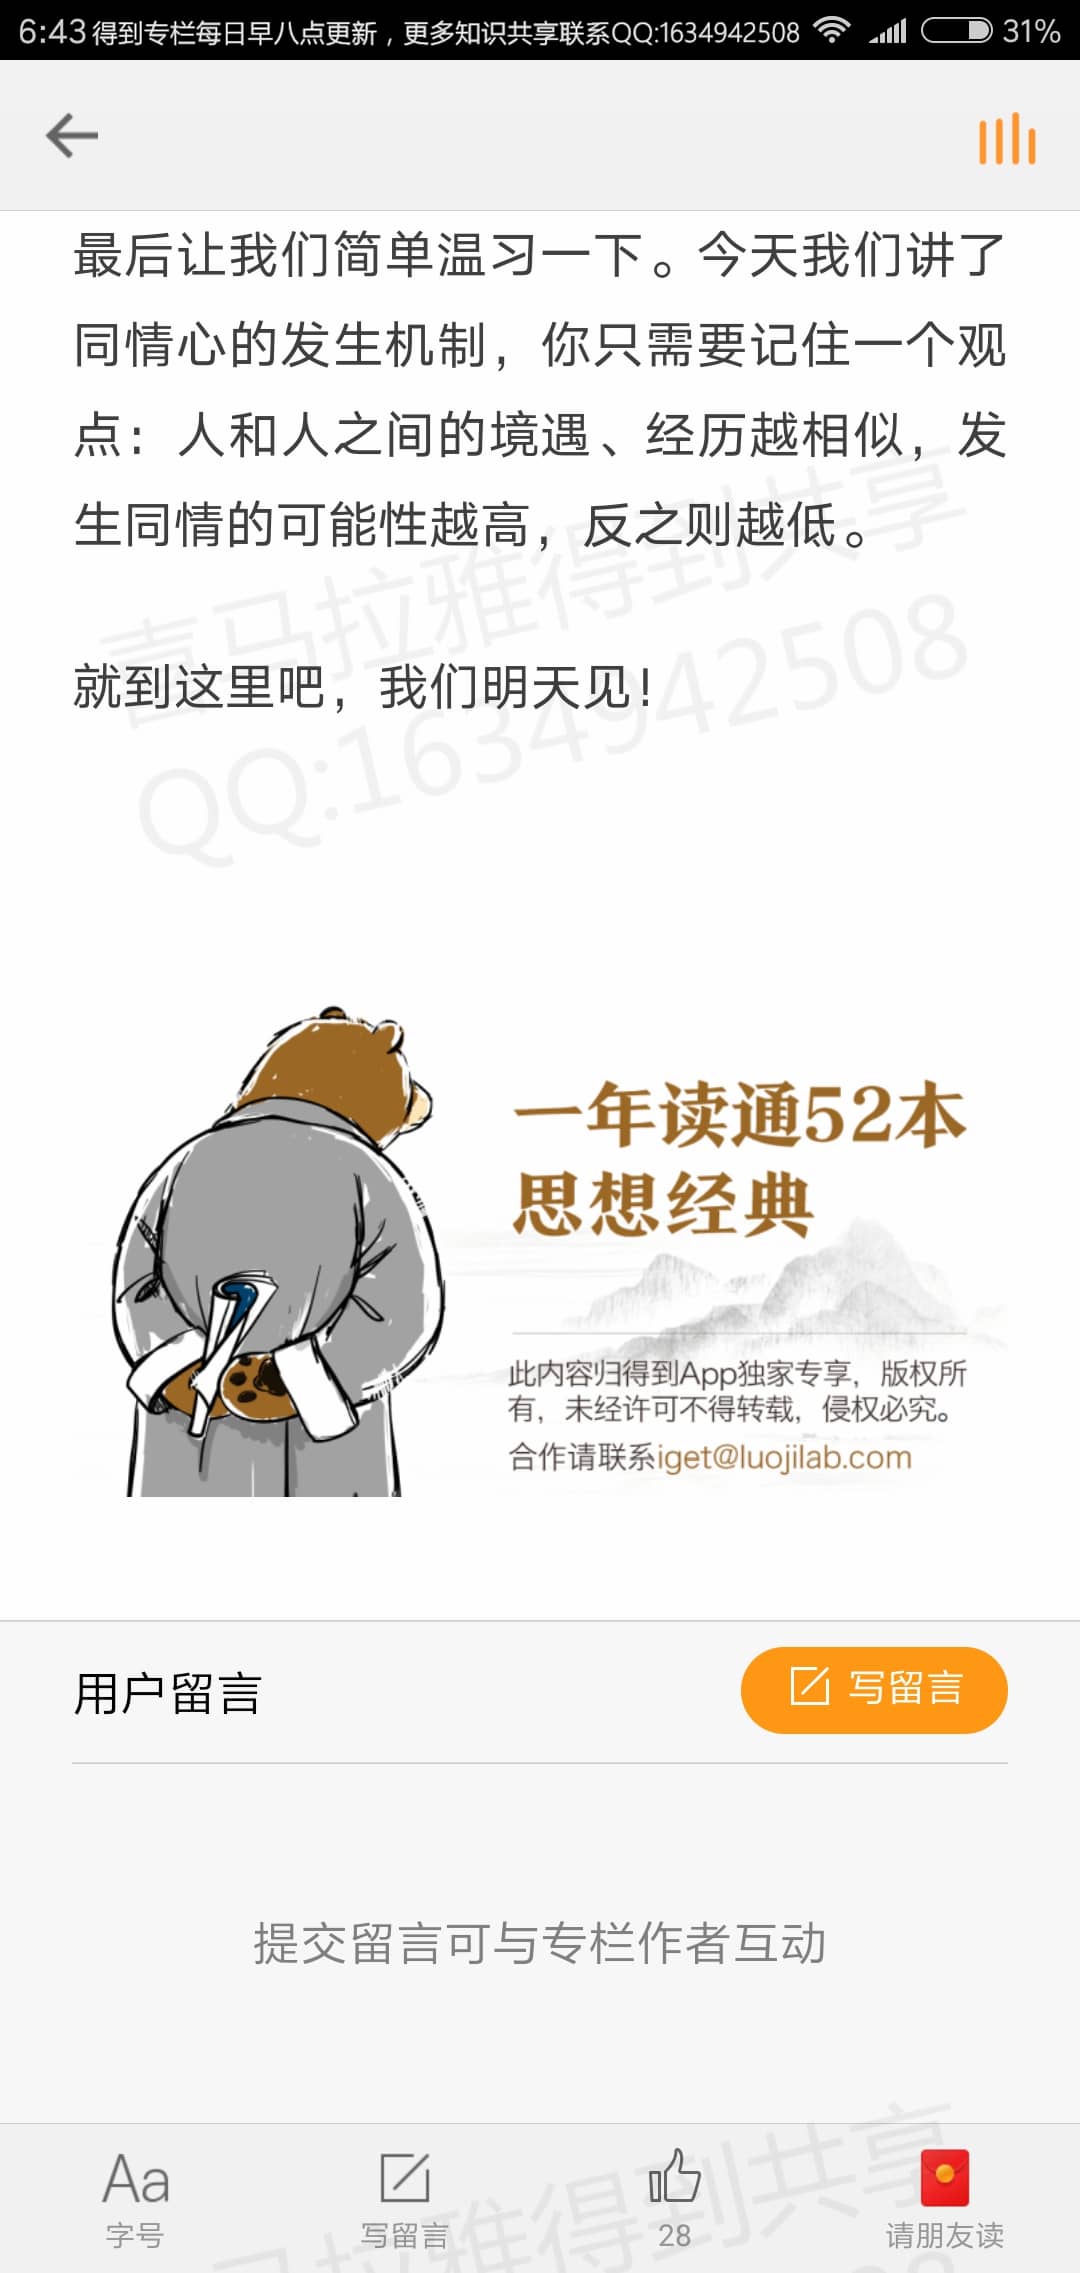 6:43 得到专栏每日早八点更新，更多知识共享联系QQ:1634942508 31%
最后让我们简单温习一下。今天我们讲了
同情心的发生机制，你只需要记住一个观
点：人和人之间的境遇、经历越相似，发
生同情的可能性越高，反之则越低。
喜马拉雅得到共享
就到这里吧，我们明天见！
QQ:1634942508
一年读通52本
思想经典
此内容归得到App独家专享，版权所
有，未经许可不得转载，侵权必究。
合作请联系iget@luojilab.com
用户留言
写留言
提交留言可与专栏作者互动
马拉雅得到共享
Aa
字号
写留言
28
请朋友读